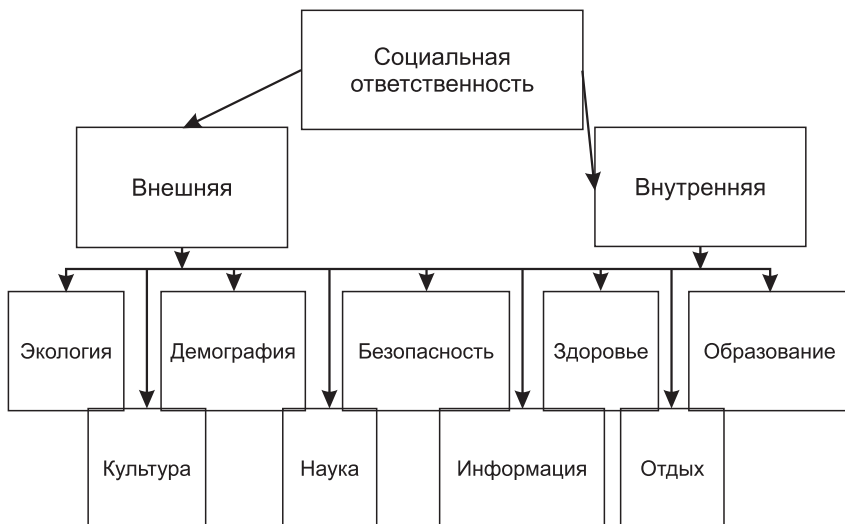 Социальная
ответственность
Внешняя
Внутренняя
Экология
Демография
Безопасность
Здоровье
Образование
Культура
Наука
Информация
Отдых